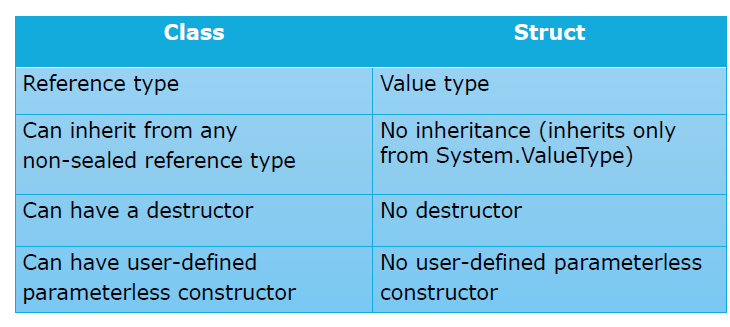 Class
Struct
Reference type
Value type
Can inherit from any
non-sealed reference type
No inheritance (inherits only
from System.ValueType)
Can have a destructor
No destructor
Can have user-defined
parameterless constructor
No user-defined parameterless
constructor